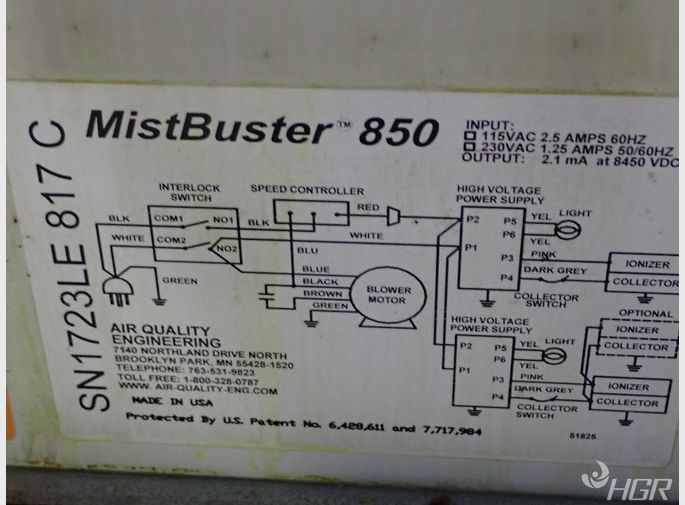 SN1723LE 817 C
MistBuster™ 850
INPUT:
115VAC 2.5 AMPS 60HZ
230VAC 1.25 AMPS 50/60HZ
OUTPUT: 2.1 mA at 8450 VDC
INTERLOCK
SWITCH
SPEED CONTROLLER
HIGH VOLTAGE
POWER SUPPLY
BLK
COM1
NO1
BLK
RED
P2
P5
YEL
LIGHT
WHITE
COM2
NO2
WHITE
P1
P6
YEL
P3
PINK
IONIZER
P4
DARK GREY
COLLECTOR
COLLECTOR
SWITCH
GREEN
BLU
BLUE
BLACK
BROWN
GREEN
BLOWER
MOTOR
HIGH VOLTAGE
POWER SUPPLY
OPTIONAL
IONIZER
COLLECTOR
P2
P5
YEL
LIGHT
P6
YEL
P1
P3
PINK
P4
DARK GREY
IONIZER
COLLECTOR
COLLECTOR
SWITCH
AIR QUALITY
ENGINEERING
7140 NORTHLAND DRIVE NORTH
BROOKLYN PARK, MN 55428-1520
TELEPHONE: 763-531-9823
TOLL FREE: 1-800-328-0787
WWW.AIR-QUALITY-ENG.COM
MADE IN USA
Protected By U.S. Patent No. 6,428,611 and 7,717,984
51825
HGR